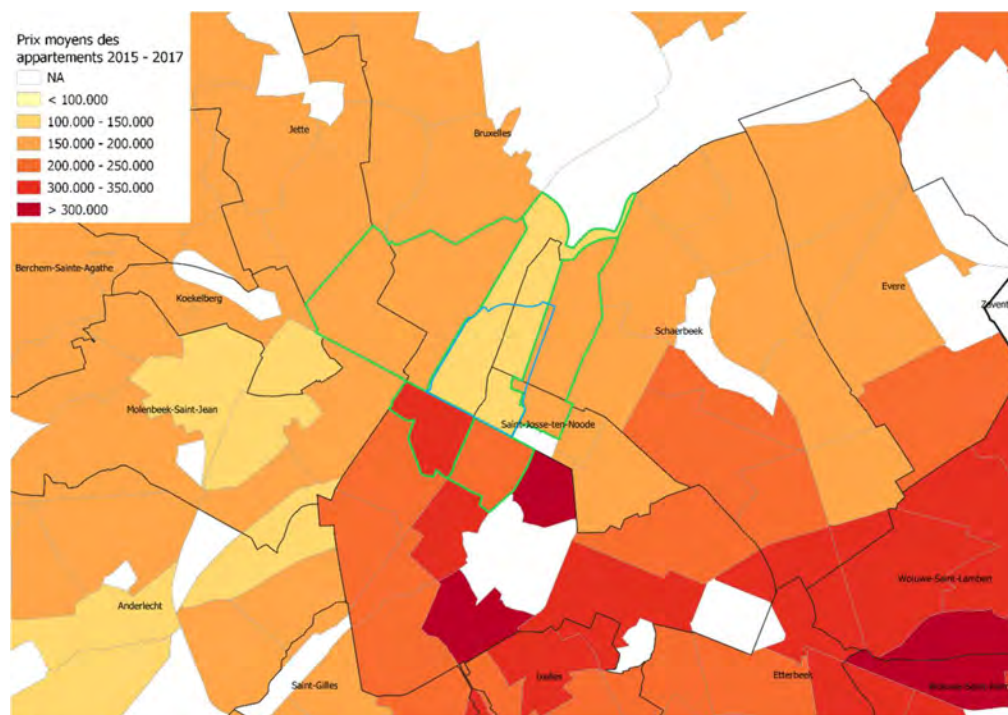 Prix moyens des
appartements 2015 - 2017
NA
< 100.000
100.000 - 150.000
150.000 - 200.000
200.000 - 250.000
300.000 - 350.000
> 300.000
Jette
Bruxelles
Berchem-Sainte-Agathe
Koekelberg
Evere
Zavent
Schaerbeek
Molenbeek-Saint-Jean
Saint-Josse-ten-Noode
Woluwe-Saint-Lambert
Anderlecht
Saint-Gilles
Ixelles
Etterbeek